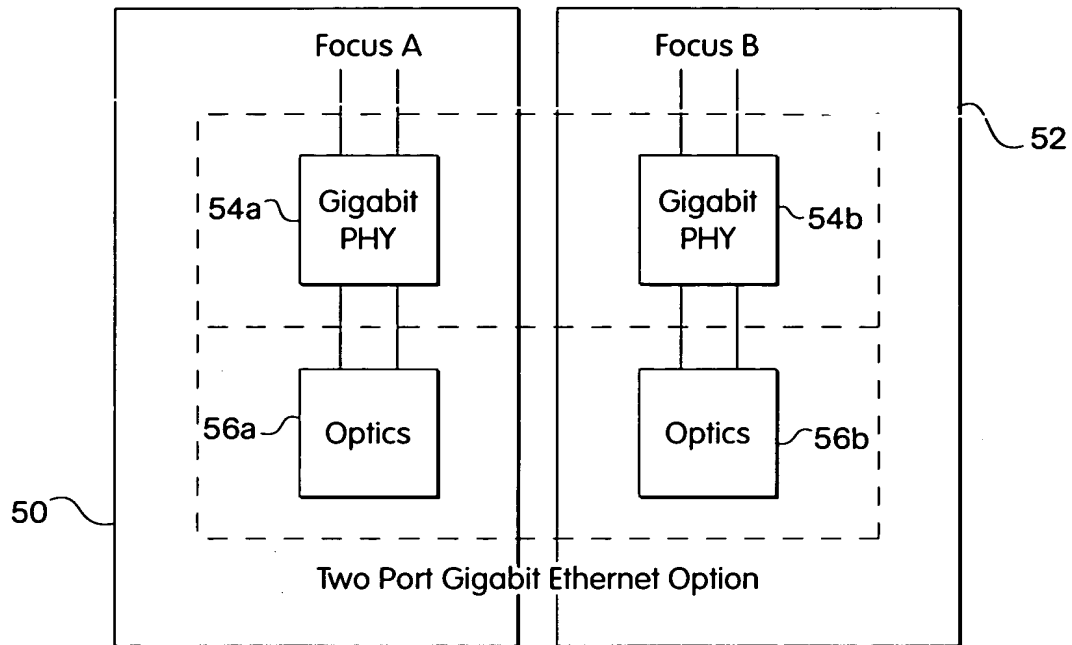 Focus A
Focus B
52
54a
Gigabit
PHY
Gigabit
PHY
54b
56a
Optics
Optics
56b
50
Two Port Gigabit Ethernet Option